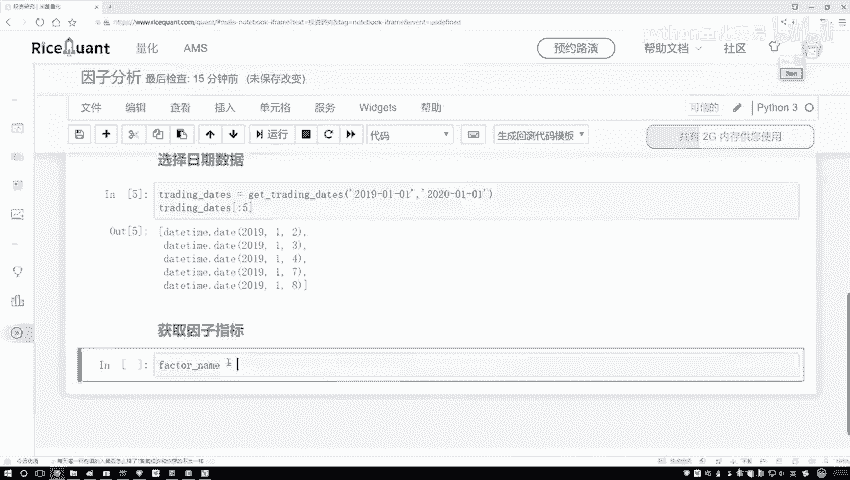 RiceQuant 量化 AMS 预约路演 帮助文档 社区
因子分析 最后检查: 15 分钟前 (未保存改变)
文件 编辑 查看 插入 单元格 服务 Widgets 帮助 可信的 Python 3
运行 代码 生成回测代码模板 共有 2G 内存供您使用
选择日期数据
In [5]: trading_dates = get_trading_dates('2019-01-01','2020-01-01')
trading_dates[:5]
Out[5]: [datetime.date(2019, 1, 2),
datetime.date(2019, 1, 3),
datetime.date(2019, 1, 4),
datetime.date(2019, 1, 7),
datetime.date(2019, 1, 8)]
获取因子指标
In [ ]: factor_name